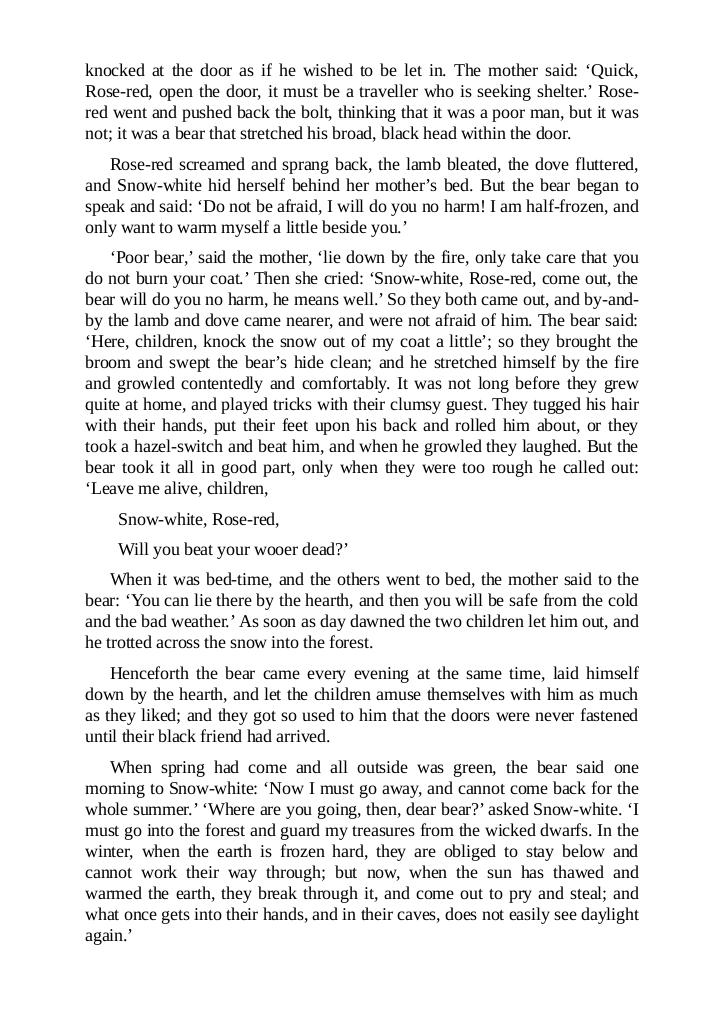 knocked at the door as if he wished to be let in. The mother said: ‘Quick,
Rose-red, open the door, it must be a traveller who is seeking shelter.’ Rose-
red went and pushed back the bolt, thinking that it was a poor man, but it was
not; it was a bear that stretched his broad, black head within the door.
Rose-red screamed and sprang back, the lamb bleated, the dove fluttered,
and Snow-white hid herself behind her mother’s bed. But the bear began to
speak and said: ‘Do not be afraid, I will do you no harm! I am half-frozen, and
only want to warm myself a little beside you.’
‘Poor bear,’ said the mother, ‘lie down by the fire, only take care that you
do not burn your coat.’ Then she cried: ‘Snow-white, Rose-red, come out, the
bear will do you no harm, he means well.’ So they both came out, and by-and-
by the lamb and dove came nearer, and were not afraid of him. The bear said:
‘Here, children, knock the snow out of my coat a little’; so they brought the
broom and swept the bear’s hide clean; and he stretched himself by the fire
and growled contentedly and comfortably. It was not long before they grew
quite at home, and played tricks with their clumsy guest. They tugged his hair
with their hands, put their feet upon his back and rolled him about, or they
took a hazel-switch and beat him, and when he growled they laughed. But the
bear took it all in good part, only when they were too rough he called out:
‘Leave me alive, children,
Snow-white, Rose-red,
Will you beat your wooer dead?’
When it was bed-time, and the others went to bed, the mother said to the
bear: ‘You can lie there by the hearth, and then you will be safe from the cold
and the bad weather.’ As soon as day dawned the two children let him out, and
he trotted across the snow into the forest.
Henceforth the bear came every evening at the same time, laid himself
down by the hearth, and let the children amuse themselves with him as much
as they liked; and they got so used to him that the doors were never fastened
until their black friend had arrived.
When spring had come and all outside was green, the bear said one
morning to Snow-white: ‘Now I must go away, and cannot come back for the
whole summer.’ ‘Where are you going, then, dear bear?’ asked Snow-white. ‘I
must go into the forest and guard my treasures from the wicked dwarfs. In the
winter, when the earth is frozen hard, they are obliged to stay below and
cannot work their way through; but now, when the sun has thawed and
warmed the earth, they break through it, and come out to pry and steal; and
what once gets into their hands, and in their caves, does not easily see daylight
again.’